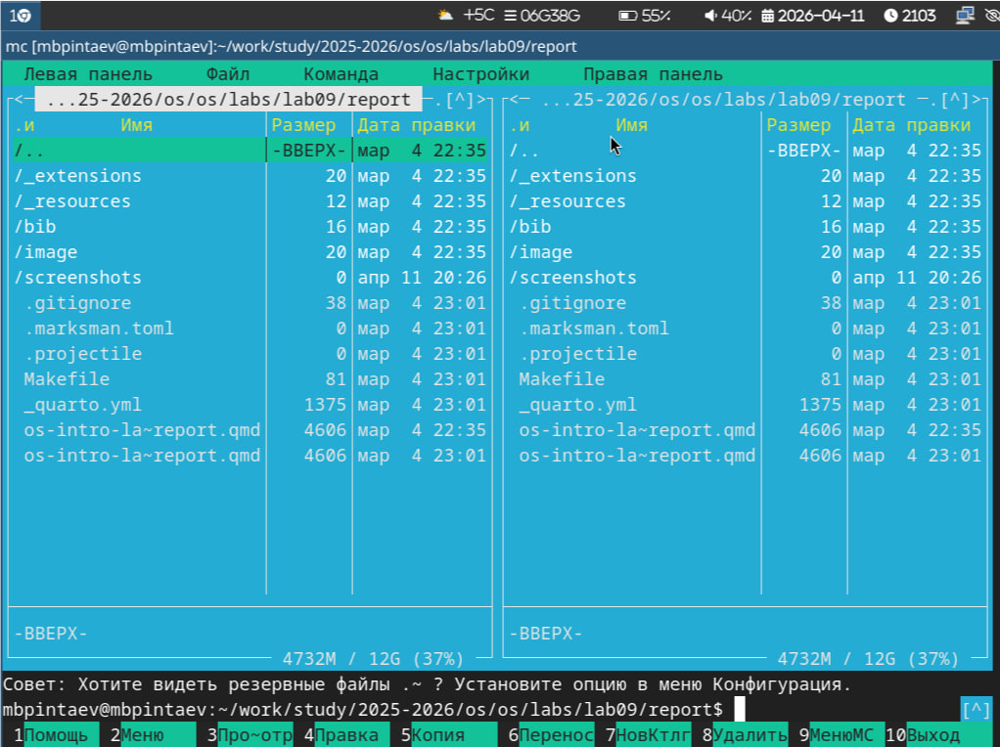 1 +5C 06G38G 55% 40% 2026-04-11 2103
mc [mbpintaev@mbpintaev]:~/work/study/2025-2026/os/os/labs/lab09/report
Левая панель Файл Команда Настройки Правая панель
<─ ...25-2026/os/os/labs/lab09/report ─.[^]> <─ ...25-2026/os/os/labs/lab09/report ─.[^]>
.и Имя Размер Дата правки .и Имя Размер Дата правки
/.. -ВВЕРХ- мар 4 22:35 /.. -ВВЕРХ- мар 4 22:35
/_extensions 20 мар 4 22:35 /_extensions 20 мар 4 22:35
/_resources 12 мар 4 22:35 /_resources 12 мар 4 22:35
/bib 16 мар 4 22:35 /bib 16 мар 4 22:35
/image 20 мар 4 22:35 /image 20 мар 4 22:35
/screenshots 0 апр 11 20:26 /screenshots 0 апр 11 20:26
.gitignore 38 мар 4 23:01 .gitignore 38 мар 4 23:01
.marksman.toml 0 мар 4 23:01 .marksman.toml 0 мар 4 23:01
.projectile 0 мар 4 23:01 .projectile 0 мар 4 23:01
Makefile 81 мар 4 23:01 Makefile 81 мар 4 23:01
_quarto.yml 1375 мар 4 23:01 _quarto.yml 1375 мар 4 23:01
os-intro-la~report.qmd 4606 мар 4 22:35 os-intro-la~report.qmd 4606 мар 4 22:35
os-intro-la~report.qmd 4606 мар 4 23:01 os-intro-la~report.qmd 4606 мар 4 23:01
-ВВЕРХ- -ВВЕРХ-
4732M / 12G (37%) 4732M / 12G (37%)
Совет: Хотите видеть резервные файлы .~ ? Установите опцию в меню Конфигурация.
mbpintaev@mbpintaev:~/work/study/2025-2026/os/os/labs/lab09/report$ [^]
1Помощь 2Меню 3Про~отр 4Правка 5Копия 6Перенос 7НовКтлг 8Удалить 9МенюMC 10Выход